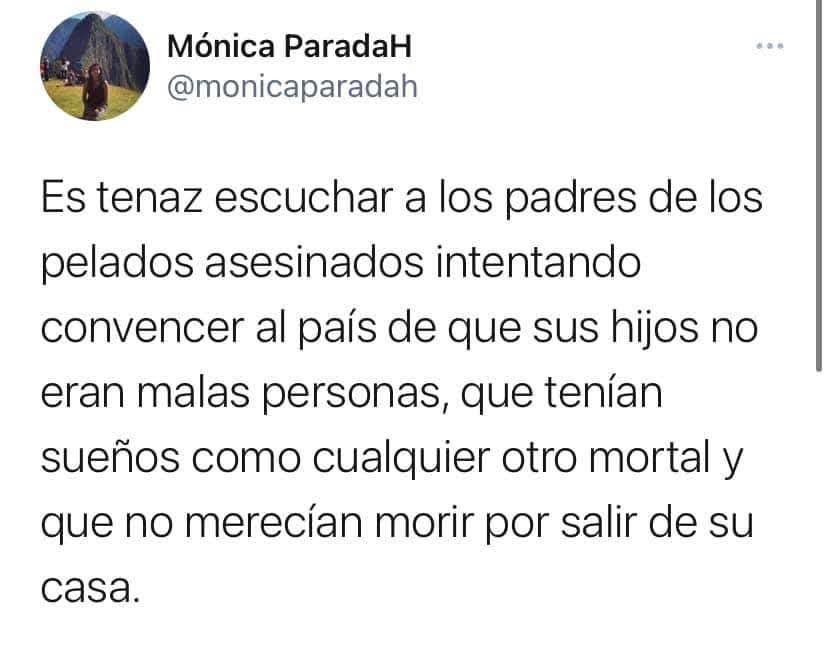 Mónica ParadaH
@monicaparadah
Es tenaz escuchar a los padres de los
pelados asesinados intentando
convencer al país de que sus hijos no
eran malas personas, que tenían
sueños como cualquier otro mortal y
que no merecían morir por salir de su
casa.